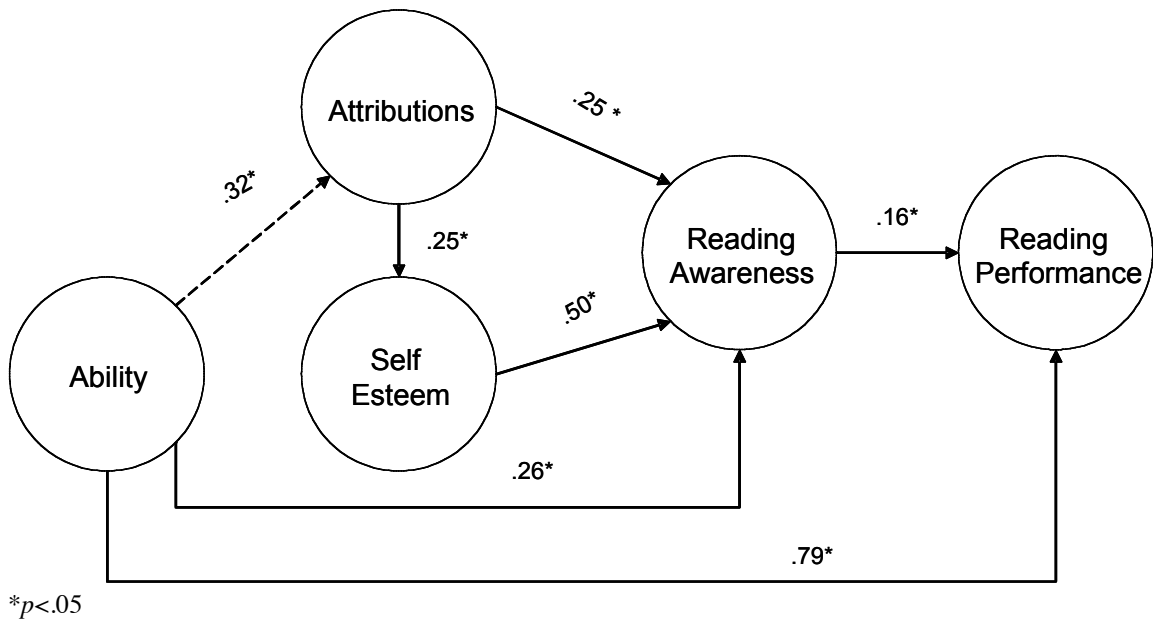 Attributions
.25 *
.32*
.25*
Reading
Awareness
.16*
Reading
Performance
.50*
Ability
Self
Esteem
.26*
.79*
*p<.05